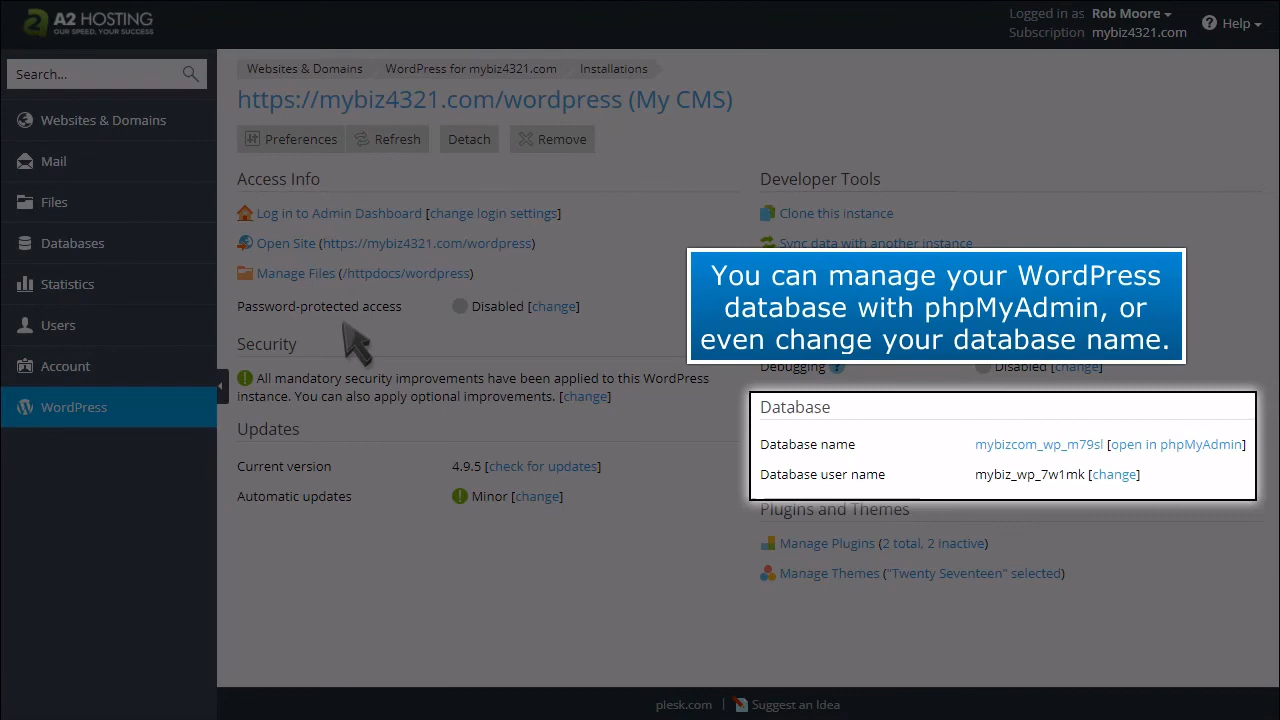 A2 HOSTING
OUR SPEED, YOUR SUCCESS
Logged in as Rob Moore
Subscription mybiz4321.com
Help
Search...
Websites & Domains
Mail
Files
Databases
Statistics
Users
Account
WordPress
Websites & Domains WordPress for mybiz4321.com Installations
https://mybiz4321.com/wordpress (My CMS)
Preferences Refresh Detach Remove
Access Info
Log in to Admin Dashboard [change login settings]
Open Site (https://mybiz4321.com/wordpress)
Manage Files (/httpdocs/wordpress)
Password-protected access Disabled [change]
Security
All mandatory security improvements have been applied to this WordPress
instance. You can also apply optional improvements. [change]
Updates
Current version 4.9.5 [check for updates]
Automatic updates Minor [change]
Developer Tools
Clone this instance
Sync data with another instance
You can manage your WordPress
database with phpMyAdmin, or
even change your database name.
Debugging ? Disabled [change]
Database
Database name mybizcom_wp_m79sl [open in phpMyAdmin]
Database user name mybiz_wp_7w1mk [change]
Plugins and Themes
Manage Plugins (2 total, 2 inactive)
Manage Themes ("Twenty Seventeen" selected)
plesk.com | Suggest an Idea